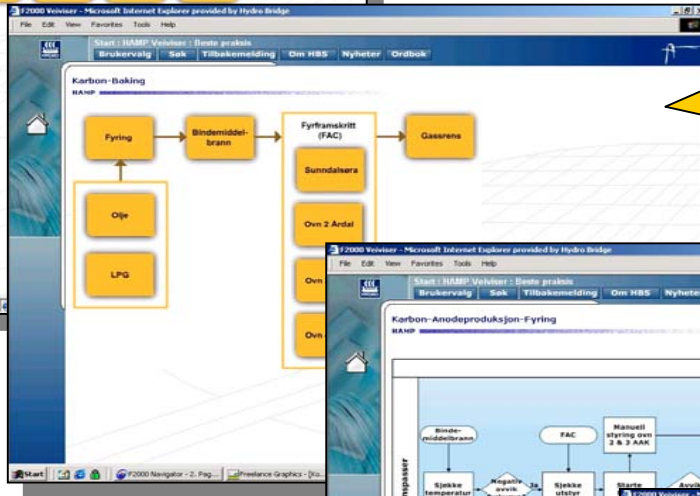 F2000 Veiviser - Microsoft Internet Explorer provided by Hydro Bridge
File Edit View Favorites Tools Help
Start : HAMP Veiviser : Beste praksis
Brukervalg Søk Tilbakemelding Om HBS Nyheter Ordbok
Karbon-Baking
HAMP
Fyring
Bindemiddel-
brann
Fyrframskritt
(FAC)
Gassrens
Sunndalsøra
Olje
Ovn 2 Årdal
LPG
Ovn
Ovn
Start
F2000 Navigator - 2. Pag...
Freelance Graphics - [Ko...
F2000 Veiviser - Microsoft Internet Explorer provided by Hydro Bridge
File Edit View Favorites Tools Help
Start : HAMP Veiviser : Beste praksis
Brukervalg Søk Tilbakemelding Om HBS Nyheter
Karbon-Anodeproduksjon-Fyring
HAMP
Binde-
middelbrann
FAC
Manuell
styring ovn
2 & 3 AAK
Sjekke
temperatur
Negativ
avvik
Ja
Sjekke
utstyr
Starte
F2000 Veiviser